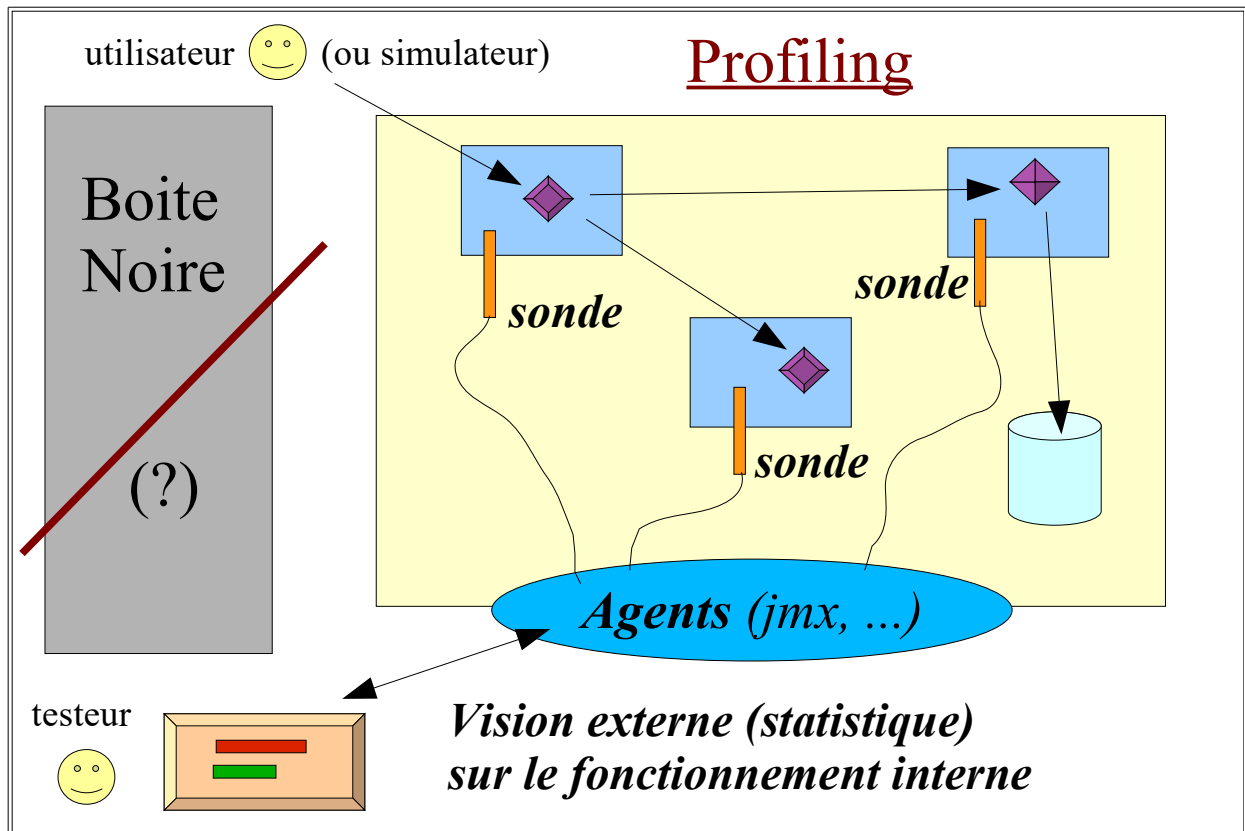 utilisateur (ou simulateur)
Profiling
Boite
Noire
(?)
sonde
sonde
sonde
Agents (jmx, ...)
testeur
Vision externe (statistique)
sur le fonctionnement interne